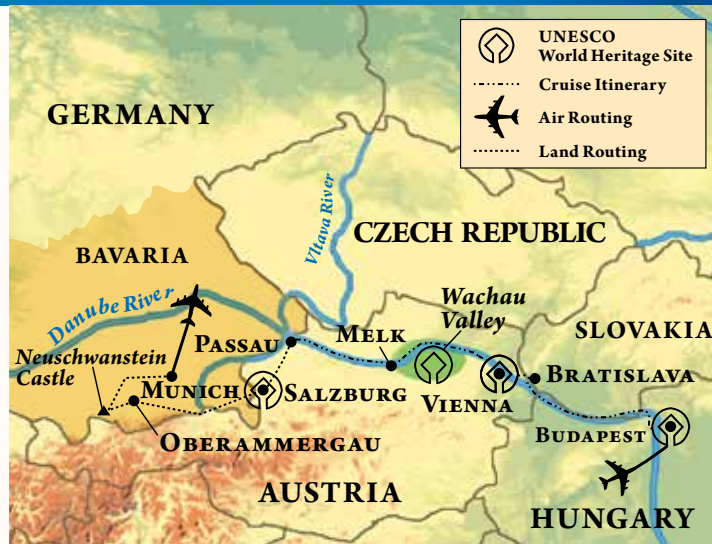 UNESCO
World Heritage Site
Cruise Itinerary
Air Routing
Land Routing
GERMANY
Vltava River
CZECH REPUBLIC
BAVARIA
Danube River
Wachau
Valley
PASSAU
MELK
SLOVAKIA
Neuschwanstein
Castle
MUNICH
SALZBURG
VIENNA
BRATISLAVA
OBERAMMERGAU
BUDAPEST
AUSTRIA
HUNGARY